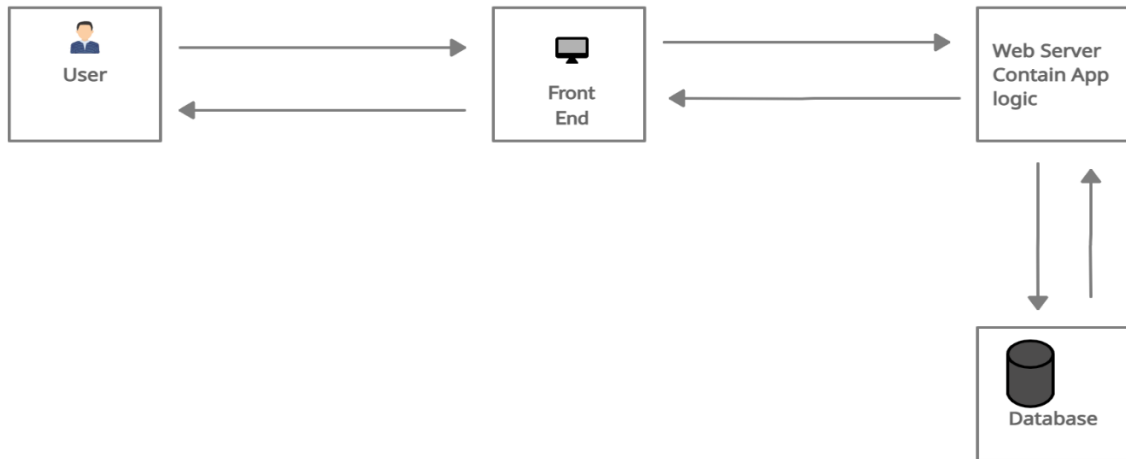 User
Front
End
Web Server
Contain App
logic
Database